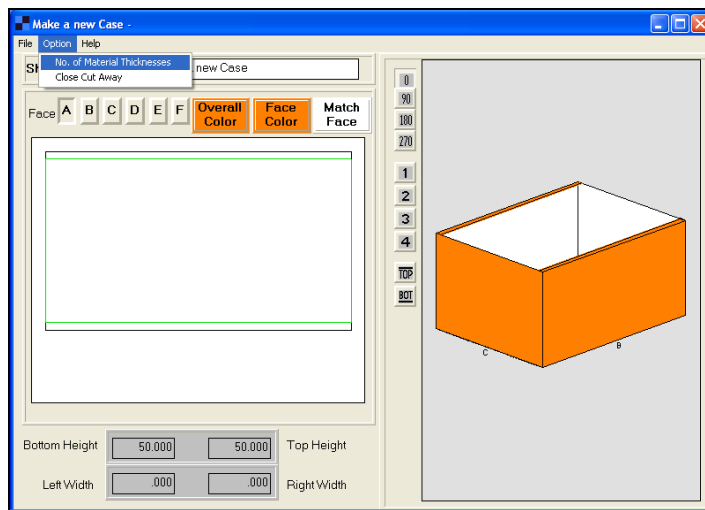 Make a new Case -
File Option Help
No. of Material Thicknesses
new Case
Close Cut Away
Face A B C D E F Overall Color Face Color Match Face
0
90
180
270
1
2
3
4
TOP
BOT
C B
Bottom Height 50.000 50.000 Top Height
Left Width .000 .000 Right Width